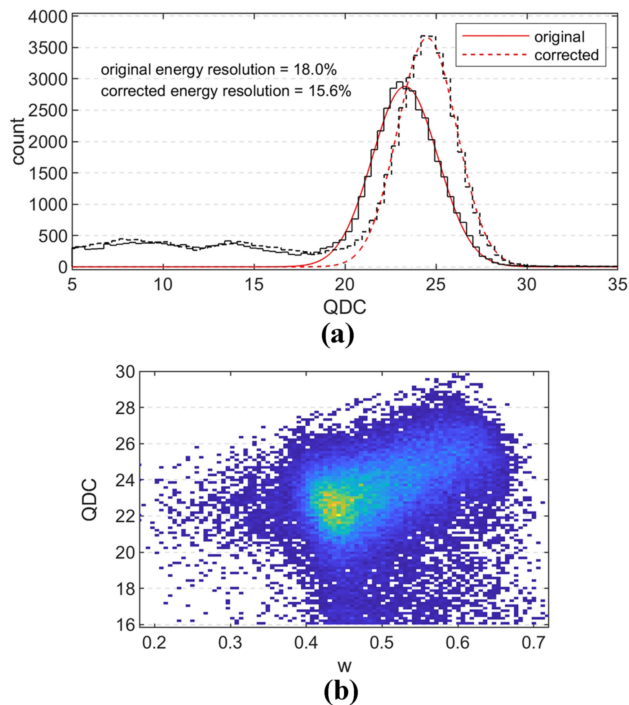 4000
3500
3000
2500
2000
1500
1000
500
0
count
original energy resolution = 18.0%
corrected energy resolution = 15.6%
original
corrected
5 10 15 20 25 30 35
QDC
(a)
30
28
26
24
22
20
18
16
QDC
0.2 0.3 0.4 0.5 0.6 0.7
w
(b)